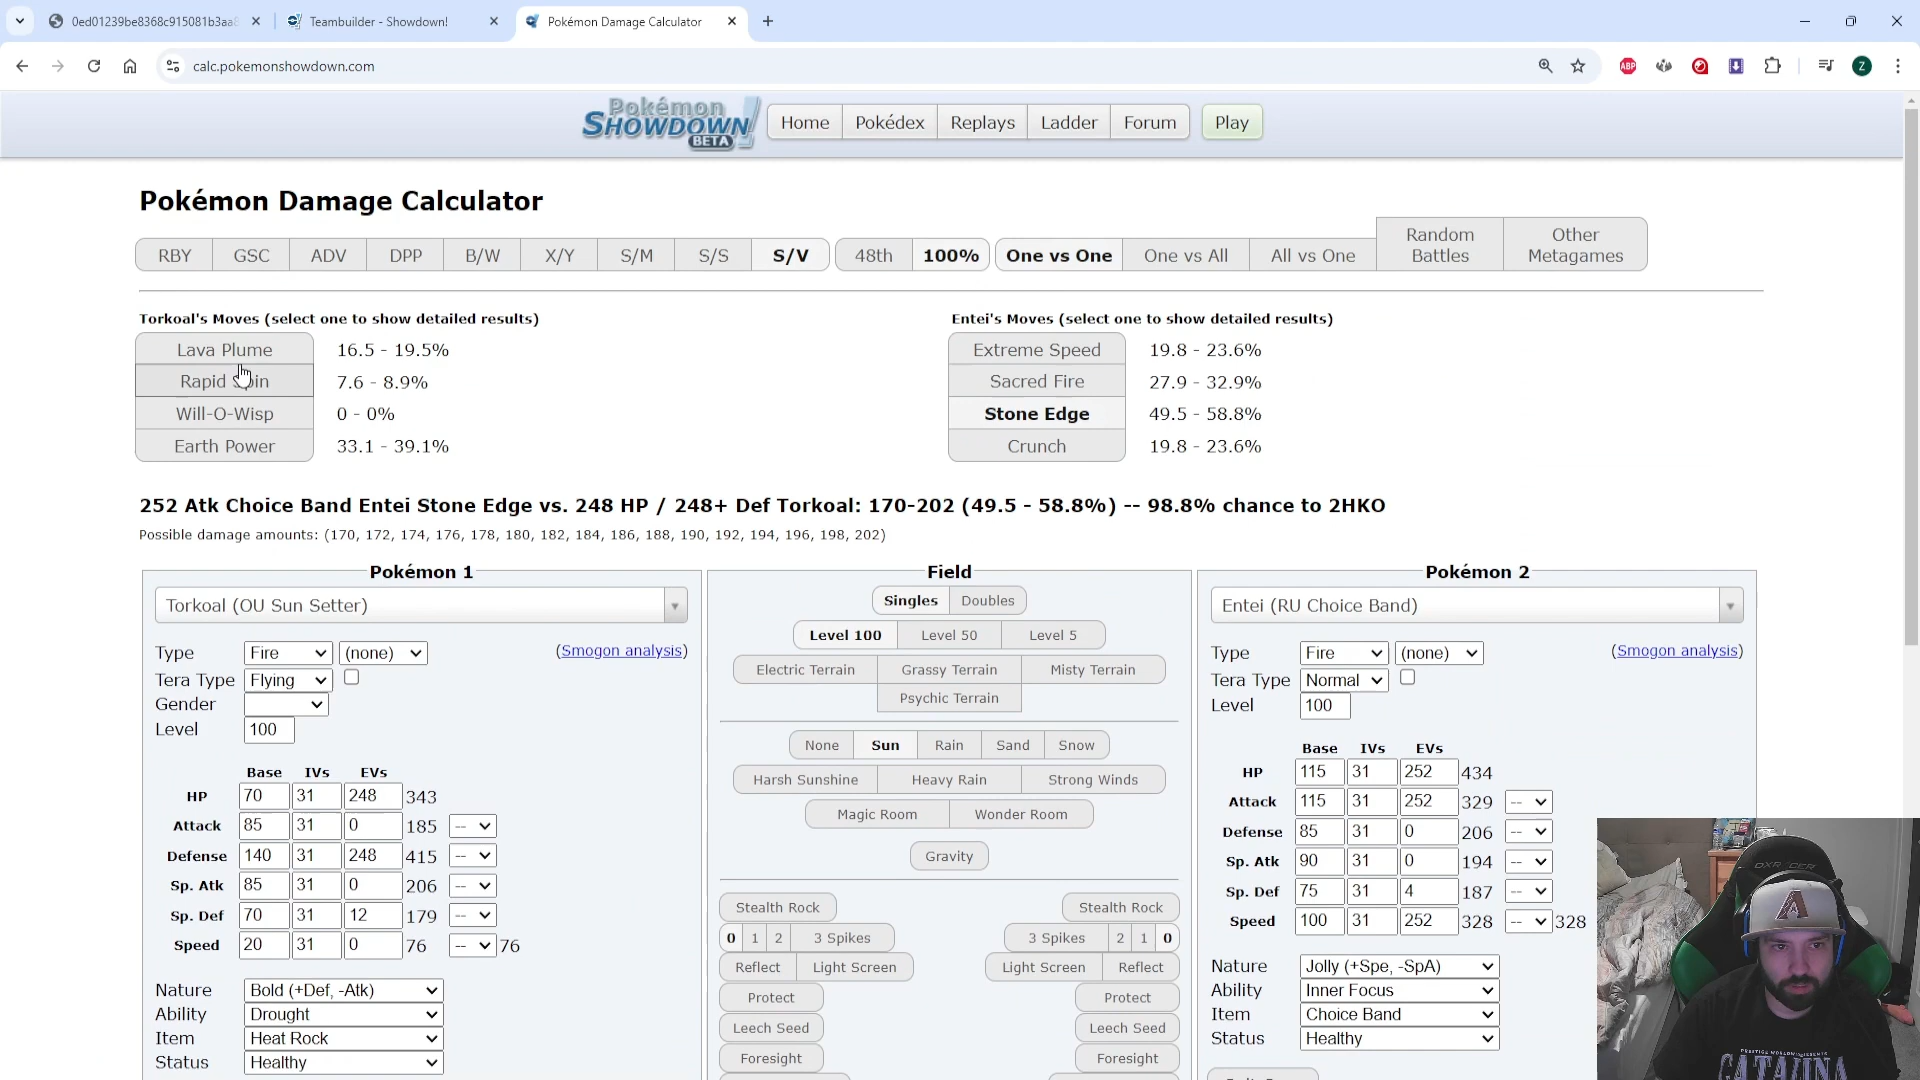 0ed01239be8368c915081b3aa8
Teambuilder - Showdown!
Pokémon Damage Calculator
calc.pokemonshowdown.com
ABP
Z
Pokémon
SHOWDOWN!
BETA
Home
Pokédex
Replays
Ladder
Forum
Play
Pokémon Damage Calculator
RBY
GSC
ADV
DPP
B/W
X/Y
S/M
S/S
S/V
48th
100%
One vs One
One vs All
All vs One
Random
Battles
Other
Metagames
Torkoal's Moves (select one to show detailed results)
Lava Plume 16.5 - 19.5%
Rapid Spin 7.6 - 8.9%
Will-O-Wisp 0 - 0%
Earth Power 33.1 - 39.1%
Entei's Moves (select one to show detailed results)
Extreme Speed 19.8 - 23.6%
Sacred Fire 27.9 - 32.9%
Stone Edge 49.5 - 58.8%
Crunch 19.8 - 23.6%
252 Atk Choice Band Entei Stone Edge vs. 248 HP / 248+ Def Torkoal: 170-202 (49.5 - 58.8%) -- 98.8% chance to 2HKO
Possible damage amounts: (170, 172, 174, 176, 178, 180, 182, 184, 186, 188, 190, 192, 194, 196, 198, 202)
Pokémon 1
Torkoal (OU Sun Setter)
Type Fire (none) (Smogon analysis)
Tera Type Flying
Gender
Level 100
Base IVs EVs
HP 70 31 248 343
Attack 85 31 0 185 --
Defense 140 31 248 415 --
Sp. Atk 85 31 0 206 --
Sp. Def 70 31 12 179 --
Speed 20 31 0 76 -- 76
Nature Bold (+Def, -Atk)
Ability Drought
Item Heat Rock
Status Healthy
Field
Singles Doubles
Level 100 Level 50 Level 5
Electric Terrain Grassy Terrain Misty Terrain
Psychic Terrain
None Sun Rain Sand Snow
Harsh Sunshine Heavy Rain Strong Winds
Magic Room Wonder Room
Gravity
Stealth Rock Stealth Rock
0 1 2 3 Spikes 3 Spikes 2 1 0
Reflect Light Screen Light Screen Reflect
Protect Protect
Leech Seed Leech Seed
Foresight Foresight
Pokémon 2
Entei (RU Choice Band)
Type Fire (none) (Smogon analysis)
Tera Type Normal
Level 100
Base IVs EVs
HP 115 31 252 434
Attack 115 31 252 329 --
Defense 85 31 0 206 --
Sp. Atk 90 31 0 194 --
Sp. Def 75 31 4 187 --
Speed 100 31 252 328 -- 328
Nature Jolly (+Spe, -SpA)
Ability Inner Focus
Item Choice Band
Status Healthy
A
CATALINA